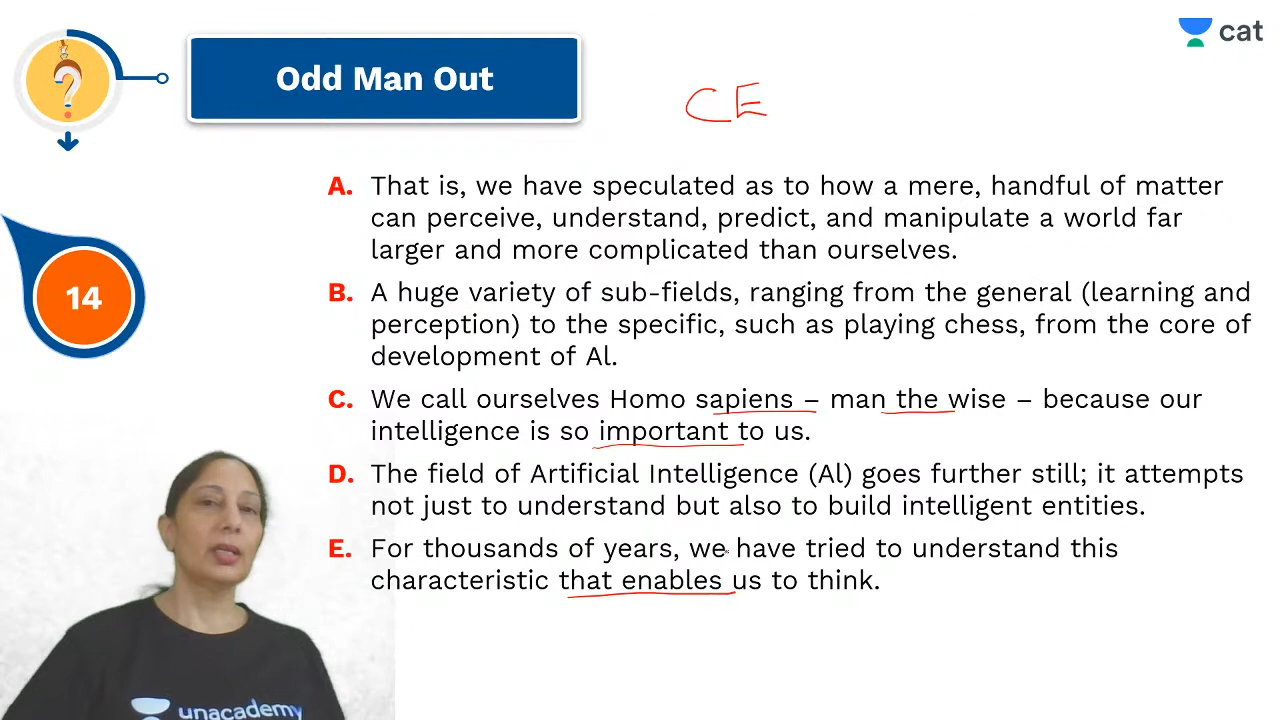 cat
Odd Man Out
CE
A. That is, we have speculated as to how a mere, handful of matter
can perceive, understand, predict, and manipulate a world far
larger and more complicated than ourselves.
B. A huge variety of sub-fields, ranging from the general (learning and
perception) to the specific, such as playing chess, from the core of
development of Al.
14
C. We call ourselves Homo sapiens – man the wise – because our
intelligence is so important to us.
D. The field of Artificial Intelligence (Al) goes further still; it attempts
not just to understand but also to build intelligent entities.
E. For thousands of years, we have tried to understand this
characteristic that enables us to think.
unacademy